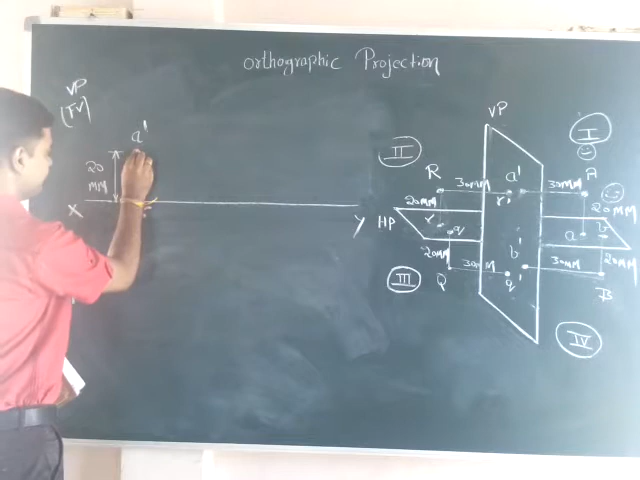 Orthographic Projection
VP
(FV)
a'
20
MM
X
Y
VP
II
I
R
30MM
a'
r'
30MM
A
20MM
20MM
HP
r
q
a
b
20MM
20MM
30MM
b'
q'
30MM
III
Q
B
IV